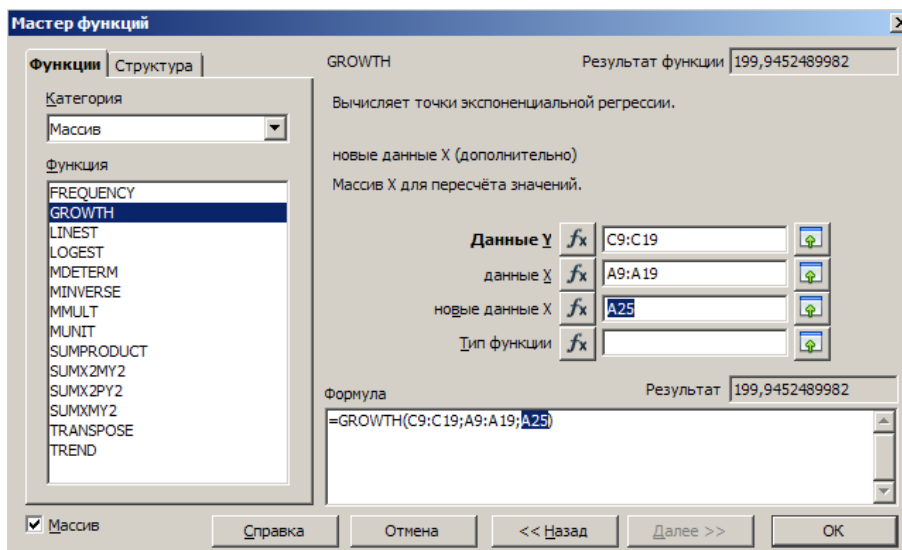 Мастер функций
Функции
Структура
Категория
Массив
Функция
FREQUENCY
GROWTH
LINEST
LOGEST
MDETERM
MINVERSE
MMULT
MUNIT
SUMPRODUCT
SUMX2MY2
SUMX2PY2
SUMXMY2
TRANSPOSE
TREND
GROWTH
Результат функции 199,9452489982
Вычисляет точки экспоненциальной регрессии.
новые данные X (дополнительно)
Массив X для пересчёта значений.
Данные Y fx C9:C19
данные X fx A9:A19
новые данные X fx A25
Тип функции fx
Формула
Результат 199,9452489982
=GROWTH(C9:C19;A9:A19;A25)
Массив
Справка
Отмена
<< Назад
Далее >>
OK